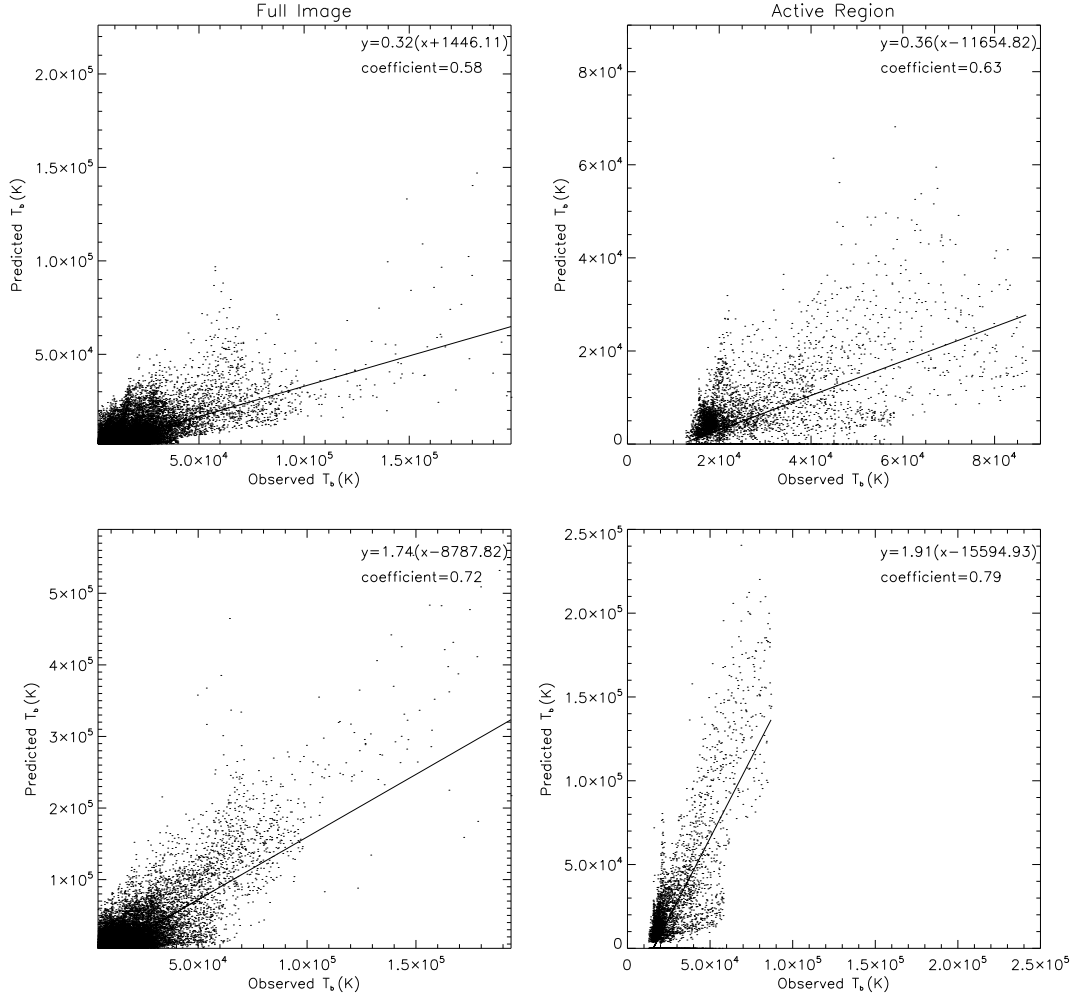 Full Image
y=0.32(x+1446.11)
coefficient=0.58
2.0×10⁵
1.5×10⁵
1.0×10⁵
5.0×10⁴
Predicted T_b(K)
5.0×10⁴ 1.0×10⁵ 1.5×10⁵
Observed T_b(K)
Active Region
y=0.36(x−11654.82)
coefficient=0.63
8×10⁴
6×10⁴
4×10⁴
2×10⁴
0
Predicted T_b(K)
0 2×10⁴ 4×10⁴ 6×10⁴ 8×10⁴
Observed T_b(K)
y=1.74(x−8787.82)
coefficient=0.72
5×10⁵
4×10⁵
3×10⁵
2×10⁵
1×10⁵
Predicted T_b(K)
5.0×10⁴ 1.0×10⁵ 1.5×10⁵
Observed T_b(K)
y=1.91(x−15594.93)
coefficient=0.79
2.5×10⁵
2.0×10⁵
1.5×10⁵
1.0×10⁵
5.0×10⁴
0
Predicted T_b(K)
0 5.0×10⁴ 1.0×10⁵ 1.5×10⁵ 2.0×10⁵ 2.5×10⁵
Observed T_b(K)